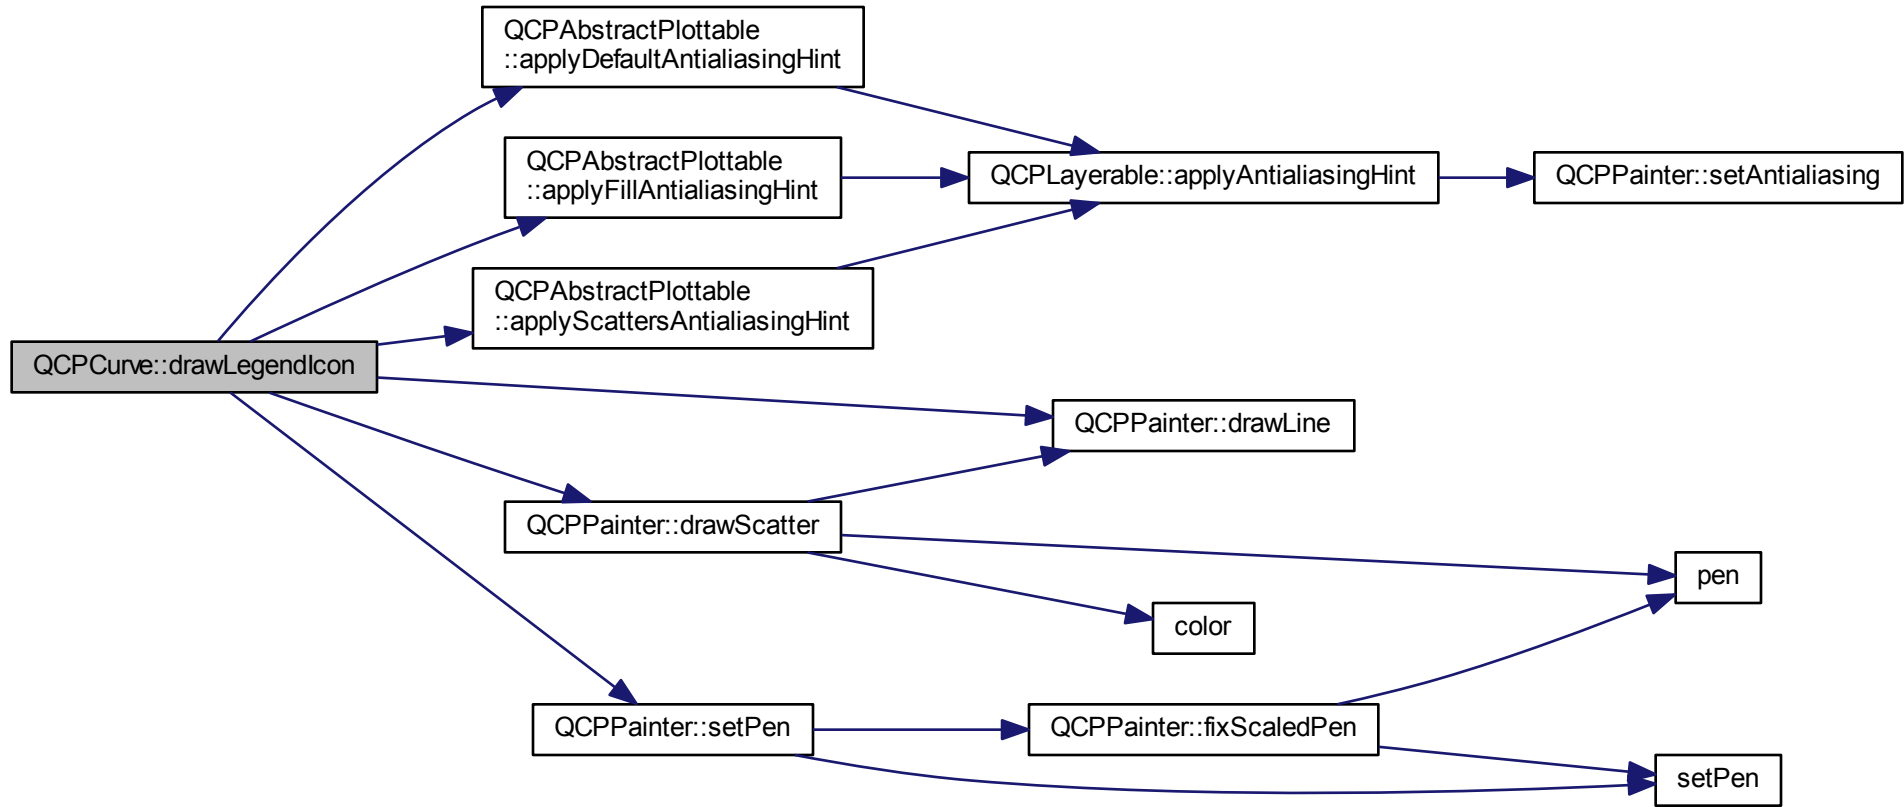 QCPAbstractPlottable
::applyDefaultAntialiasingHint
QCPAbstractPlottable
::applyFillAntialiasingHint
QCPLayerable::applyAntialiasingHint
QCPPainter::setAntialiasing
QCPAbstractPlottable
::applyScattersAntialiasingHint
QCPCurve::drawLegendIcon
QCPPainter::drawLine
QCPPainter::drawScatter
pen
color
QCPPainter::setPen
QCPPainter::fixScaledPen
setPen